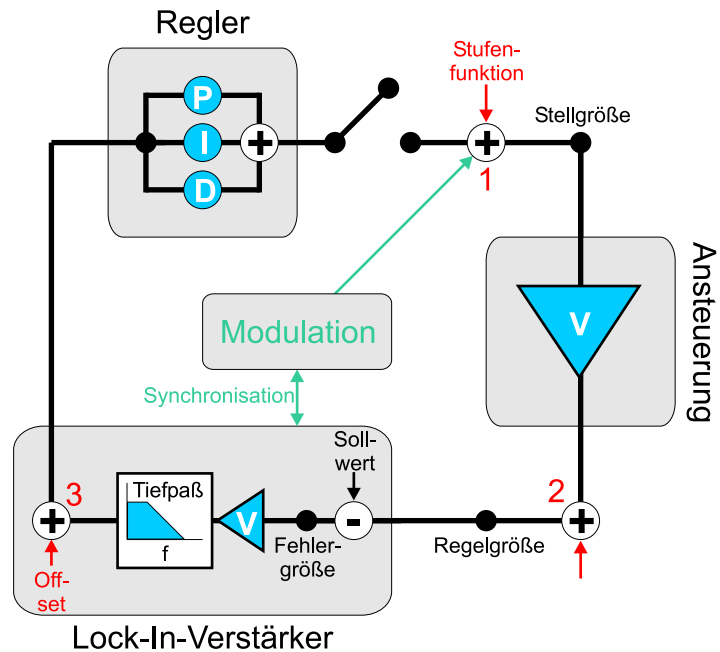 Regler
P
I
D
+
Stufen-
funktion
+
1
Stellgröße
Ansteuerung
V
Modulation
Synchronisation
Soll-
wert
3
Tiefpaß
f
V
-
+
Fehler-
größe
Regelgröße
2
+
Off-
set
Lock-In-Verstärker